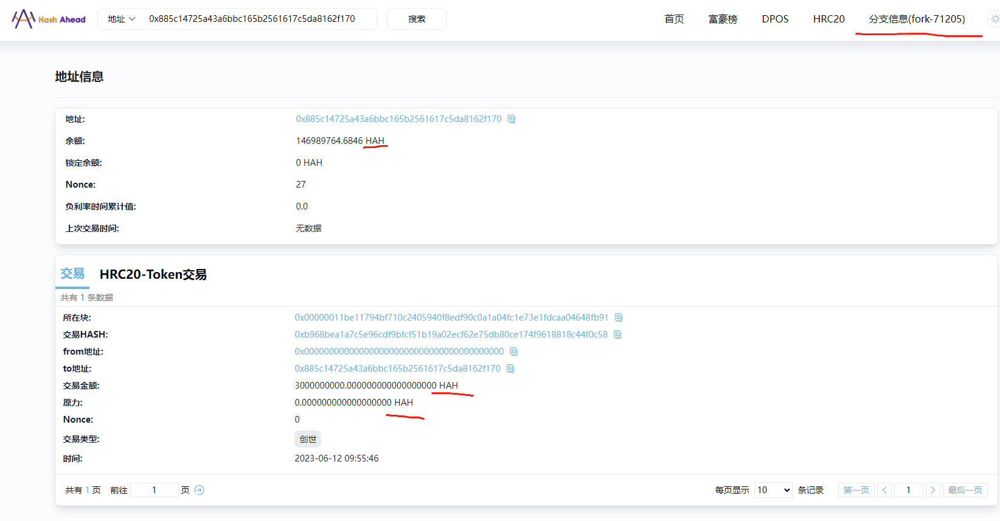 Hash Ahead 地址 0x885c14725a43a6bbc165b2561617c5da8162f170 搜索 首页 富豪榜 DPOS HRC20 分支信息(fork-71205)
地址信息
地址: 0x885c14725a43a6bbc165b2561617c5da8162f170
余额: 146989764.6846 HAH
锁定余额: 0 HAH
Nonce: 27
负利率时间累计值: 0.0
上次交易时间: 无数据
交易 HRC20-Token交易
共有 1 条数据
所在块: 0x00000011be11794bf710c2405940f8edf90c0a1a04fc1e73e1fdcaa04648fb91
交易HASH: 0xb968bea1a7c5e96cdf9bfcf51b19a02ecf62e75db80ce174f9618818c44f0c58
from地址: 0x0000000000000000000000000000000000000000
to地址: 0x885c14725a43a6bbc165b2561617c5da8162f170
交易金额: 3000000000.000000000000000000 HAH
原力: 0.000000000000000000 HAH
Nonce: 0
交易类型: 创世
时间: 2023-06-12 09:55:46
共有 1 页 前往 1 页 每页显示 10 条记录 第一页 < 1 > 最后一页